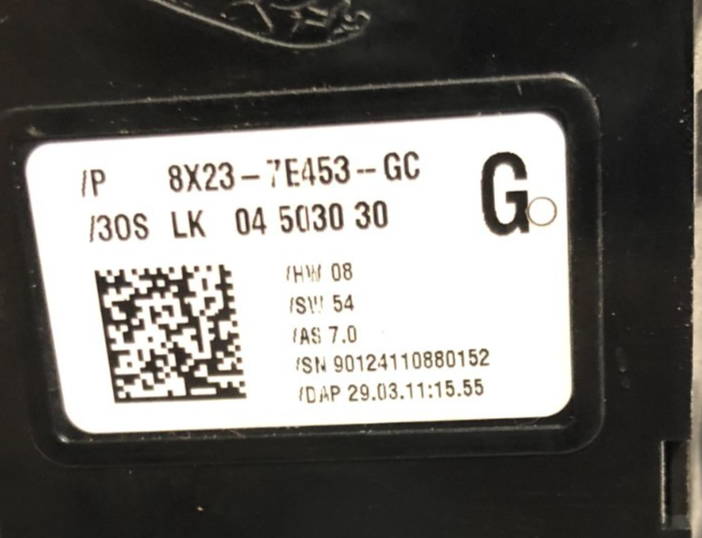 /P 8X23-7E453-GC
G
/30S LK 04 5030 30
/HW 08
/SW 54
/AS 7.0
/SN 90124110880152
/DAP 29.03.11:15.55